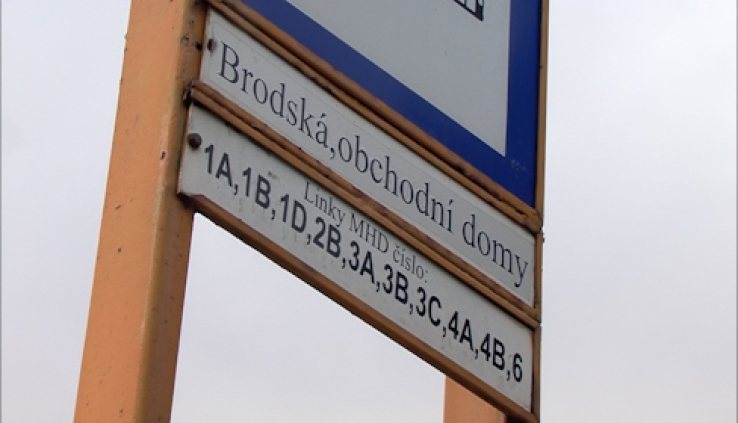 Brodská,obchodní domy
Linky MHD číslo:
1A,1B,1D,2B,3A,3B,3C,4A,4B,6